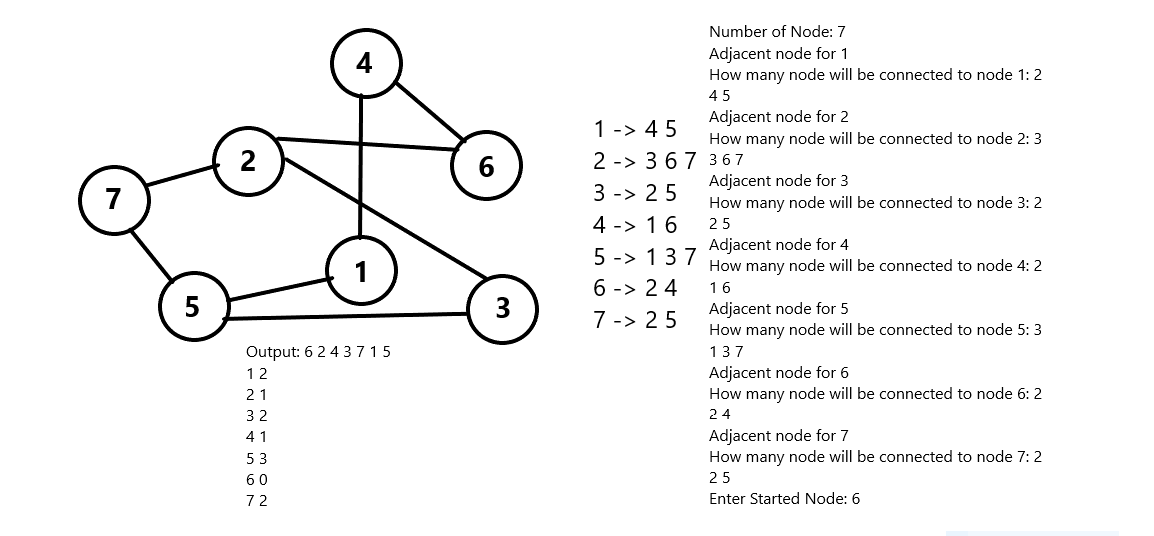 4
2
6
7
1
5
3
Output: 6 2 4 3 7 1 5
1 2
2 1
3 2
4 1
5 3
6 0
7 2
1 -> 4 5
2 -> 3 6 7
3 -> 2 5
4 -> 1 6
5 -> 1 3 7
6 -> 2 4
7 -> 2 5
Number of Node: 7
Adjacent node for 1
How many node will be connected to node 1: 2
4 5
Adjacent node for 2
How many node will be connected to node 2: 3
3 6 7
Adjacent node for 3
How many node will be connected to node 3: 2
2 5
Adjacent node for 4
How many node will be connected to node 4: 2
1 6
Adjacent node for 5
How many node will be connected to node 5: 3
1 3 7
Adjacent node for 6
How many node will be connected to node 6: 2
2 4
Adjacent node for 7
How many node will be connected to node 7: 2
2 5
Enter Started Node: 6